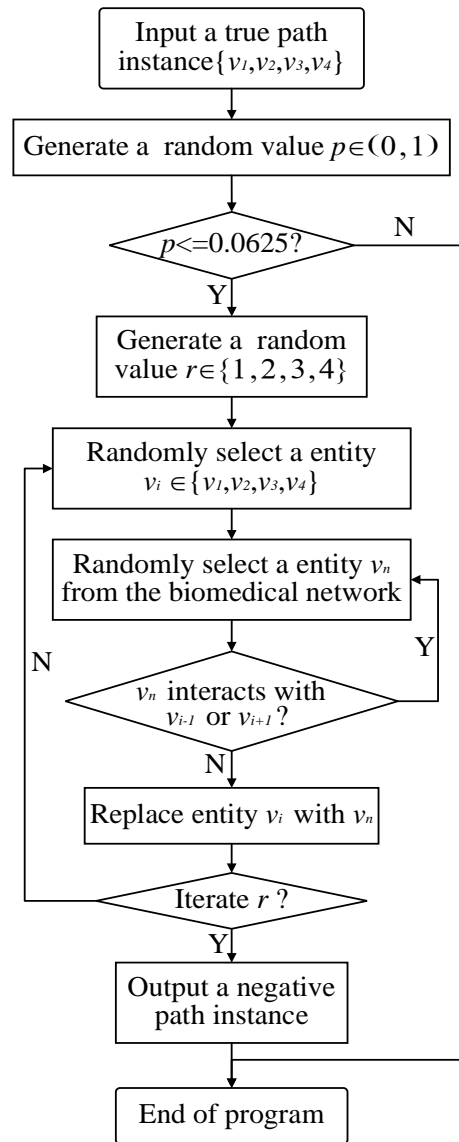 Input a true path
instance{v₁,v₂,v₃,v₄}
Generate a random value p∈(0,1)
p<=0.0625?
N
Y
Generate a random
value r∈{1,2,3,4}
Randomly select a entity
vᵢ ∈{v₁,v₂,v₃,v₄}
Randomly select a entity vₙ
from the biomedical network
N
Y
vₙ interacts with
vᵢ₋₁ or vᵢ₊₁?
N
Replace entity vᵢ with vₙ
Iterate r ?
Y
Output a negative
path instance
End of program